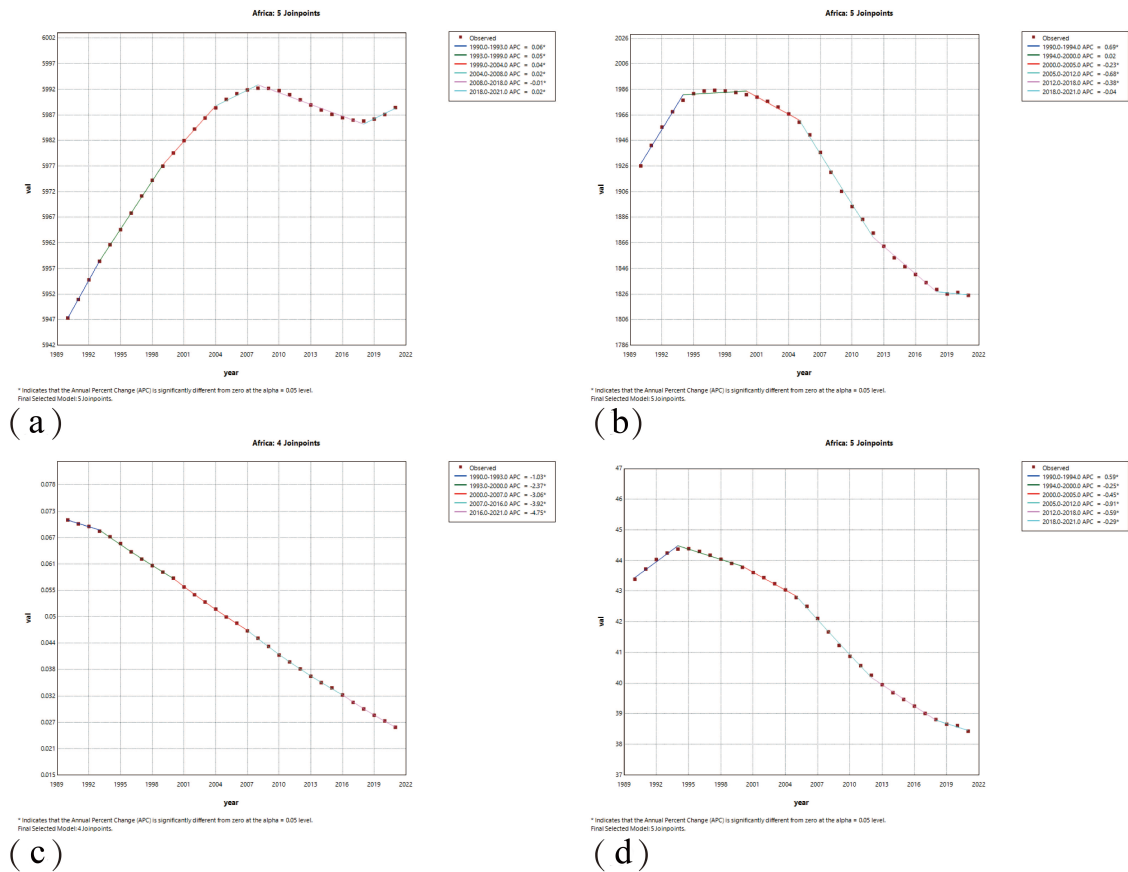 Africa: 5 Joinpoints
6002
5997
5992
5987
5982
5977
5972
5967
5962
5957
5952
5947
5942
val
1989 1992 1995 1998 2001 2004 2007 2010 2013 2016 2019 2022
year
Observed
1990.0-1993.0 APC = 0.06*
1993.0-1999.0 APC = 0.05*
1999.0-2004.0 APC = 0.04*
2004.0-2008.0 APC = 0.02*
2008.0-2018.0 APC = -0.01*
2018.0-2021.0 APC = 0.02*
* Indicates that the Annual Percent Change (APC) is significantly different from zero at the alpha = 0.05 level.
Final Selected Model: 5 Joinpoints.
(a)
Africa: 5 Joinpoints
2026
2006
1986
1966
1946
1926
1906
1886
1866
1846
1826
1806
1786
val
1989 1992 1995 1998 2001 2004 2007 2010 2013 2016 2019 2022
year
Observed
1990.0-1994.0 APC = 0.69*
1994.0-2000.0 APC = 0.02
2000.0-2005.0 APC = -0.23*
2005.0-2012.0 APC = -0.68*
2012.0-2018.0 APC = -0.38*
2018.0-2021.0 APC = -0.04
* Indicates that the Annual Percent Change (APC) is significantly different from zero at the alpha = 0.05 level.
Final Selected Model: 5 Joinpoints.
(b)
Africa: 4 Joinpoints
0.078
0.073
0.067
0.061
0.055
0.05
0.044
0.038
0.032
0.027
0.021
0.015
val
1989 1992 1995 1998 2001 2004 2007 2010 2013 2016 2019 2022
year
Observed
1990.0-1993.0 APC = -1.03*
1993.0-2000.0 APC = -2.37*
2000.0-2007.0 APC = -3.06*
2007.0-2016.0 APC = -3.92*
2016.0-2021.0 APC = -4.75*
* Indicates that the Annual Percent Change (APC) is significantly different from zero at the alpha = 0.05 level.
Final Selected Model: 4 Joinpoints.
(c)
Africa: 5 Joinpoints
47
46
45
44
43
42
41
40
39
38
37
val
1989 1992 1995 1998 2001 2004 2007 2010 2013 2016 2019 2022
year
Observed
1990.0-1994.0 APC = 0.59*
1994.0-2000.0 APC = -0.25*
2000.0-2005.0 APC = -0.45*
2005.0-2012.0 APC = -0.91*
2012.0-2018.0 APC = -0.59*
2018.0-2021.0 APC = -0.29*
* Indicates that the Annual Percent Change (APC) is significantly different from zero at the alpha = 0.05 level.
Final Selected Model: 5 Joinpoints.
(d)